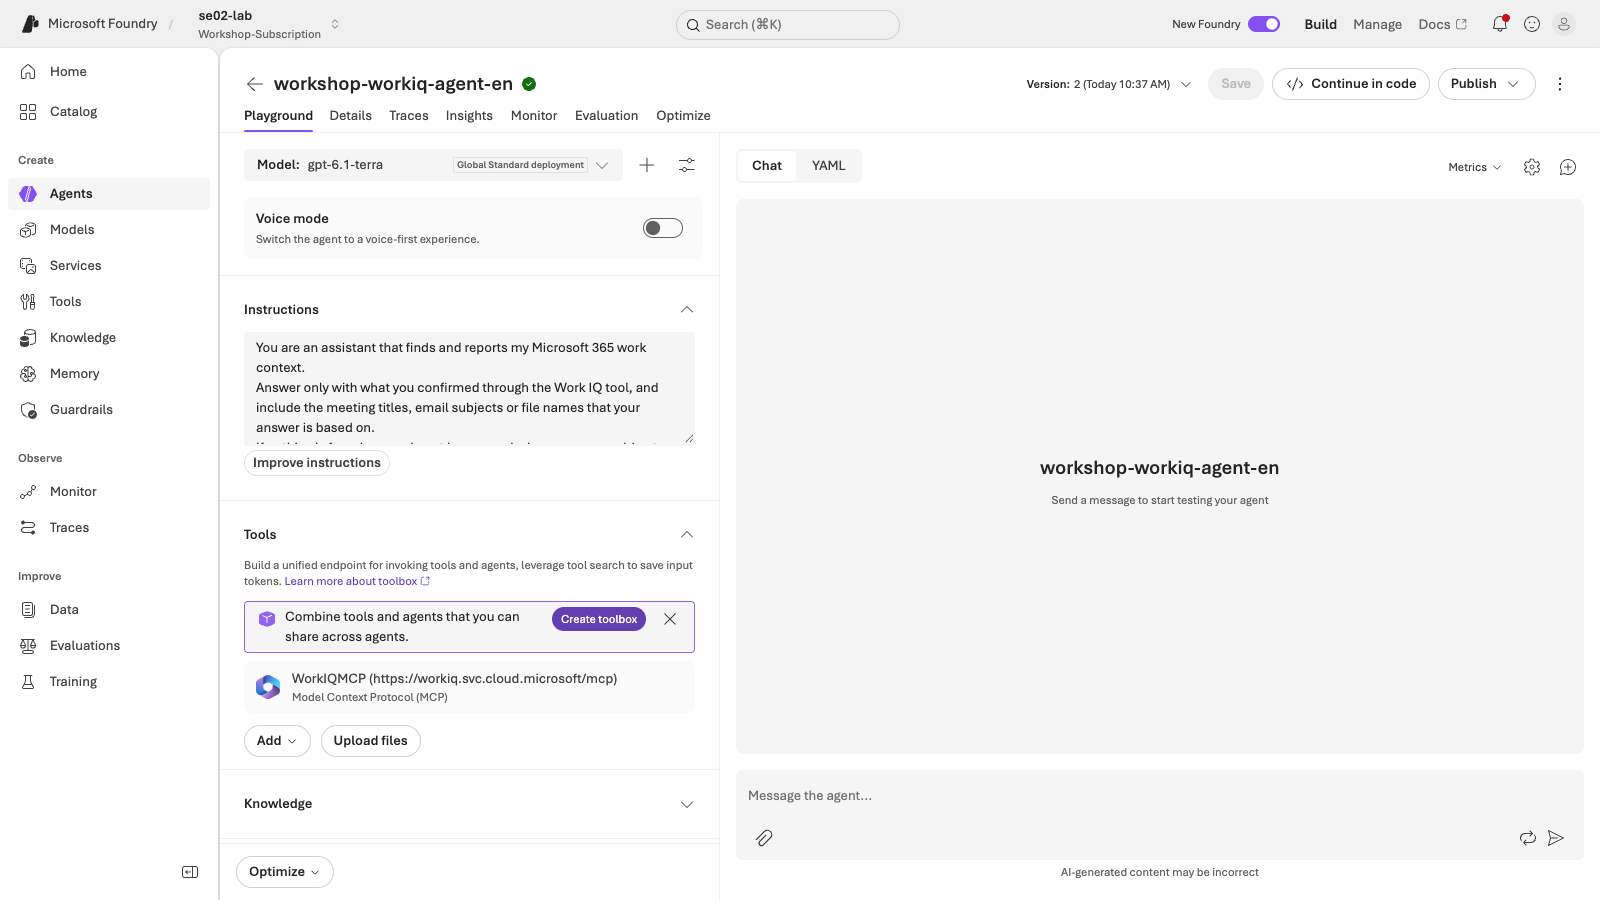 Microsoft Foundry
/
se02-lab
Workshop-Subscription
Search (⌘K)
New Foundry
Build
Manage
Docs
Home
Catalog
Create
Agents
Models
Services
Tools
Knowledge
Memory
Guardrails
Observe
Monitor
Traces
Improve
Data
Evaluations
Training
workshop-workiq-agent-en
Version: 2 (Today 10:37 AM)
Save
Continue in code
Publish
Playground
Details
Traces
Insights
Monitor
Evaluation
Optimize
Model: gpt-6.1-terra
Global Standard deployment
Voice mode
Switch the agent to a voice-first experience.
Instructions
You are an assistant that finds and reports my Microsoft 365 work
context.
Answer only with what you confirmed through the Work IQ tool, and
include the meeting titles, email subjects or file names that your
answer is based on.
Improve instructions
Tools
Build a unified endpoint for invoking tools and agents, leverage tool search to save input
tokens. Learn more about toolbox
Combine tools and agents that you can
share across agents.
Create toolbox
WorkIQMCP (https://workiq.svc.cloud.microsoft/mcp)
Model Context Protocol (MCP)
Add
Upload files
Knowledge
Optimize
Chat
YAML
Metrics
workshop-workiq-agent-en
Send a message to start testing your agent
Message the agent...
AI-generated content may be incorrect